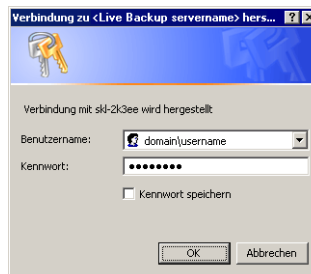 Verbindung zu <Live Backup servername> hers...
Verbindung mit skl-2k3ee wird hergestellt
Benutzername:
domain\username
Kennwort:
••••••••
Kennwort speichern
OK
Abbrechen